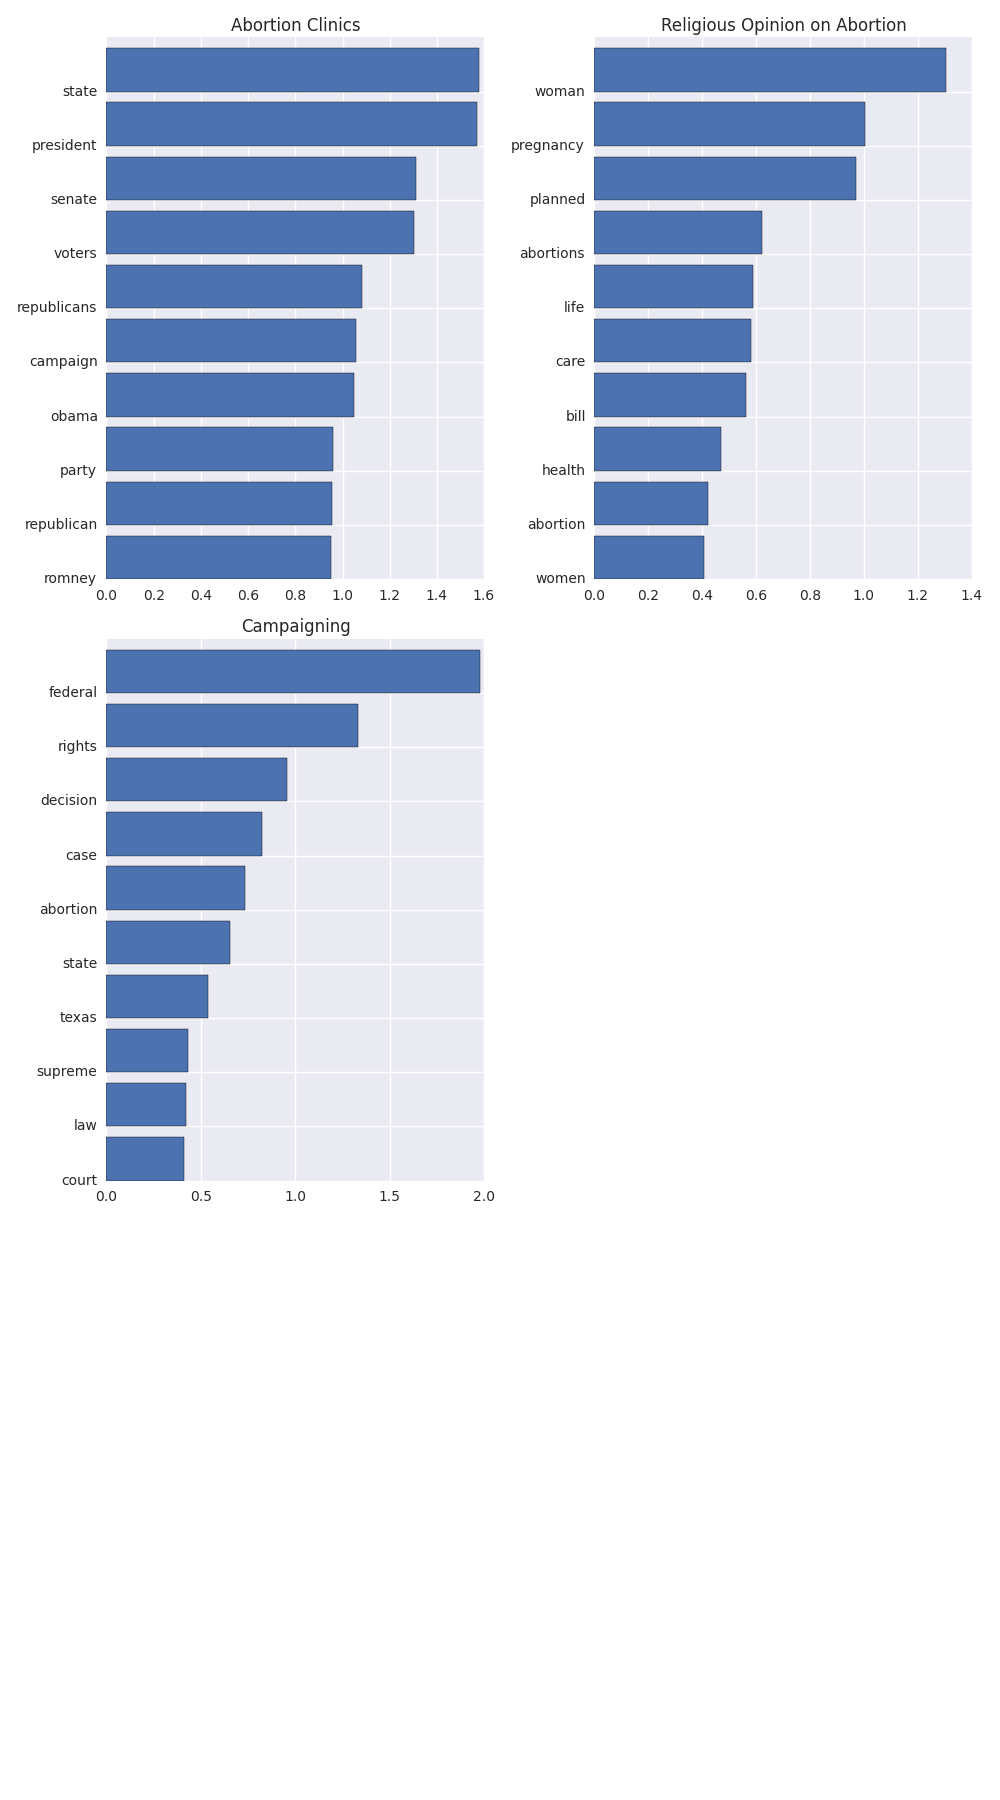 Abortion Clinics
state
president
senate
voters
republicans
campaign
obama
party
republican
romney
0.0 0.2 0.4 0.6 0.8 1.0 1.2 1.4 1.6
Religious Opinion on Abortion
woman
pregnancy
planned
abortions
life
care
bill
health
abortion
women
0.0 0.2 0.4 0.6 0.8 1.0 1.2 1.4
Campaigning
federal
rights
decision
case
abortion
state
texas
supreme
law
court
0.0 0.5 1.0 1.5 2.0